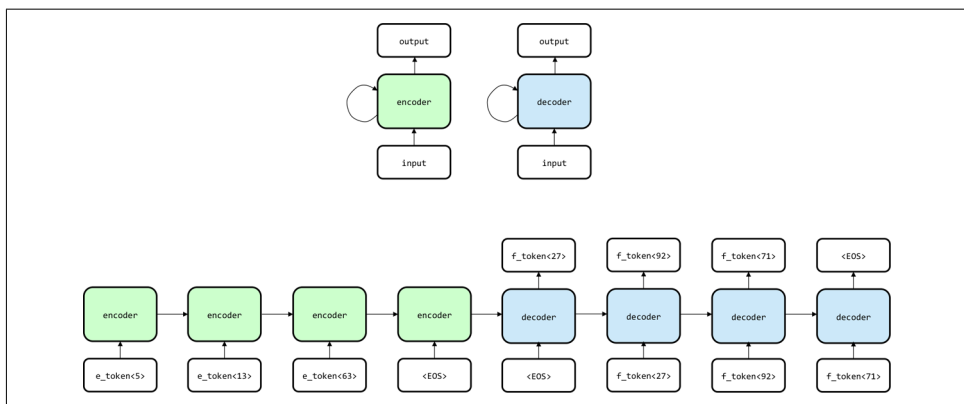 output
output
encoder
decoder
input
input
f_token<27>
f_token<92>
f_token<71>
<EOS>
encoder
encoder
encoder
encoder
decoder
decoder
decoder
decoder
e_token<5>
e_token<13>
e_token<63>
<EOS>
<EOS>
f_token<27>
f_token<92>
f_token<71>